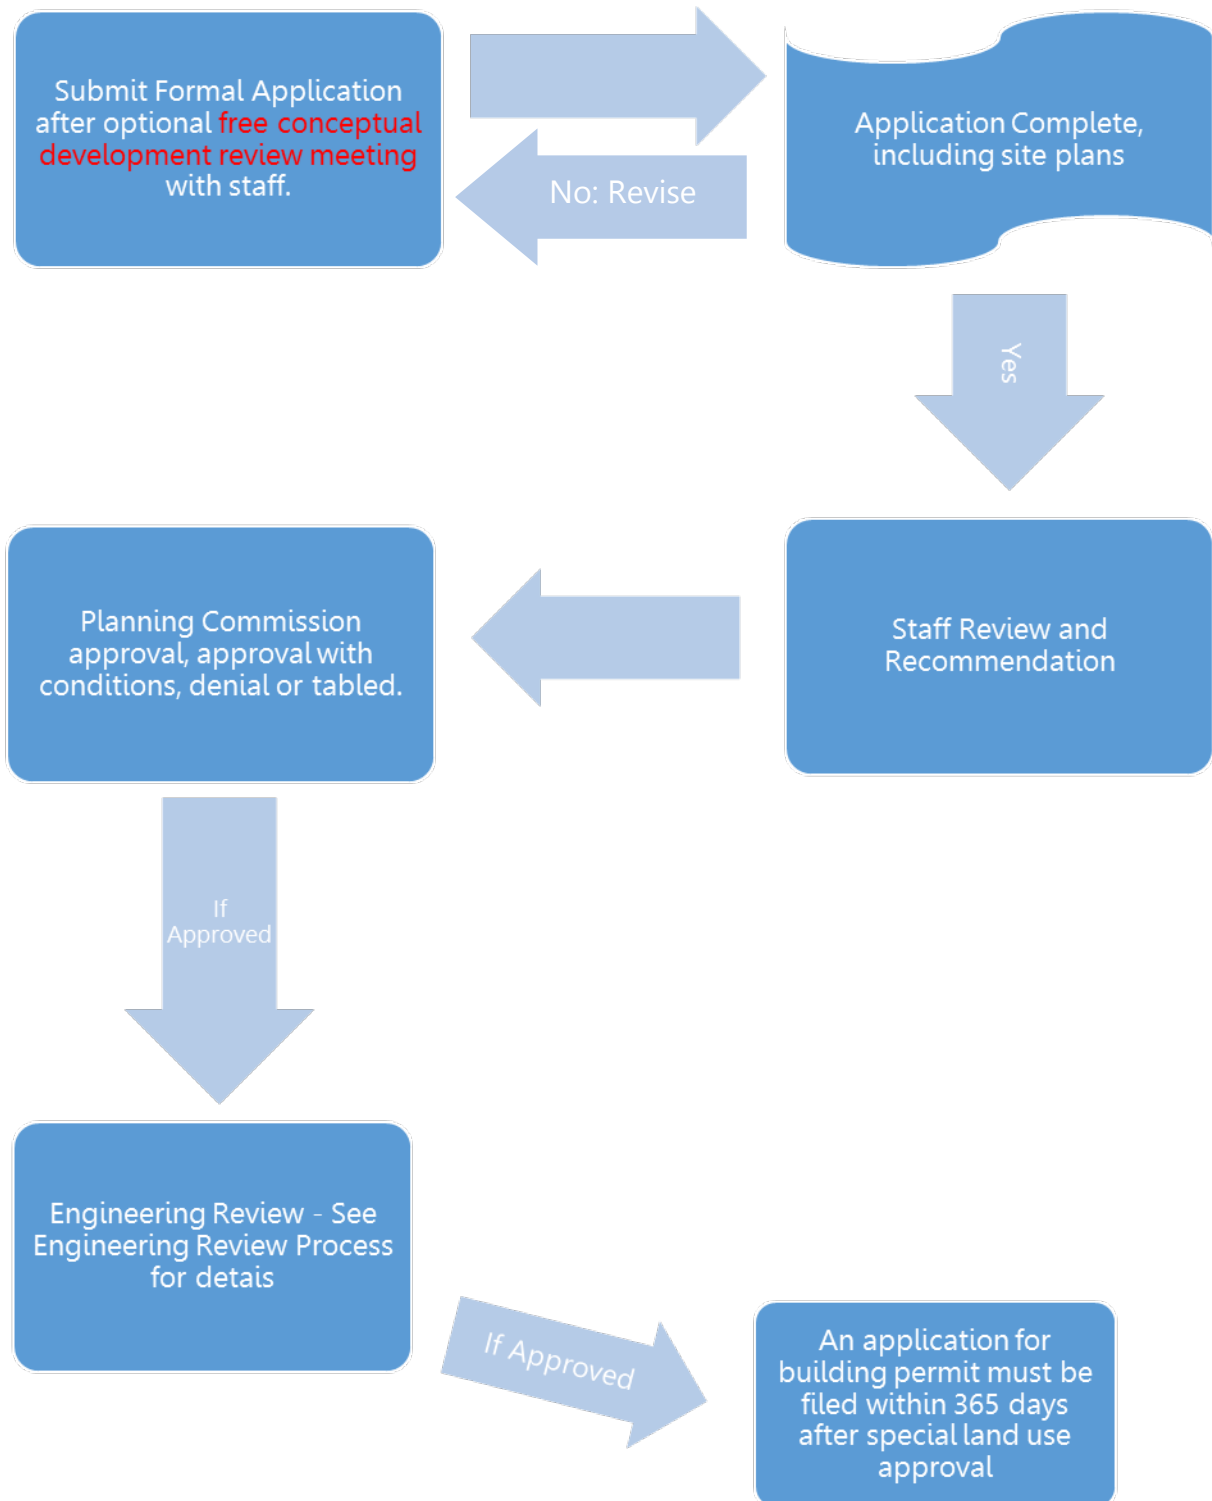 Submit Formal Application
after optional free conceptual
development review meeting
with staff.
No: Revise
Application Complete,
including site plans
Yes
Staff Review and
Recommendation
Planning Commission
approval, approval with
conditions, denial or tabled.
If
Approved
Engineering Review - See
Engineering Review Process
for detais
If Approved
An application for
building permit must be
filed within 365 days
after special land use
approval